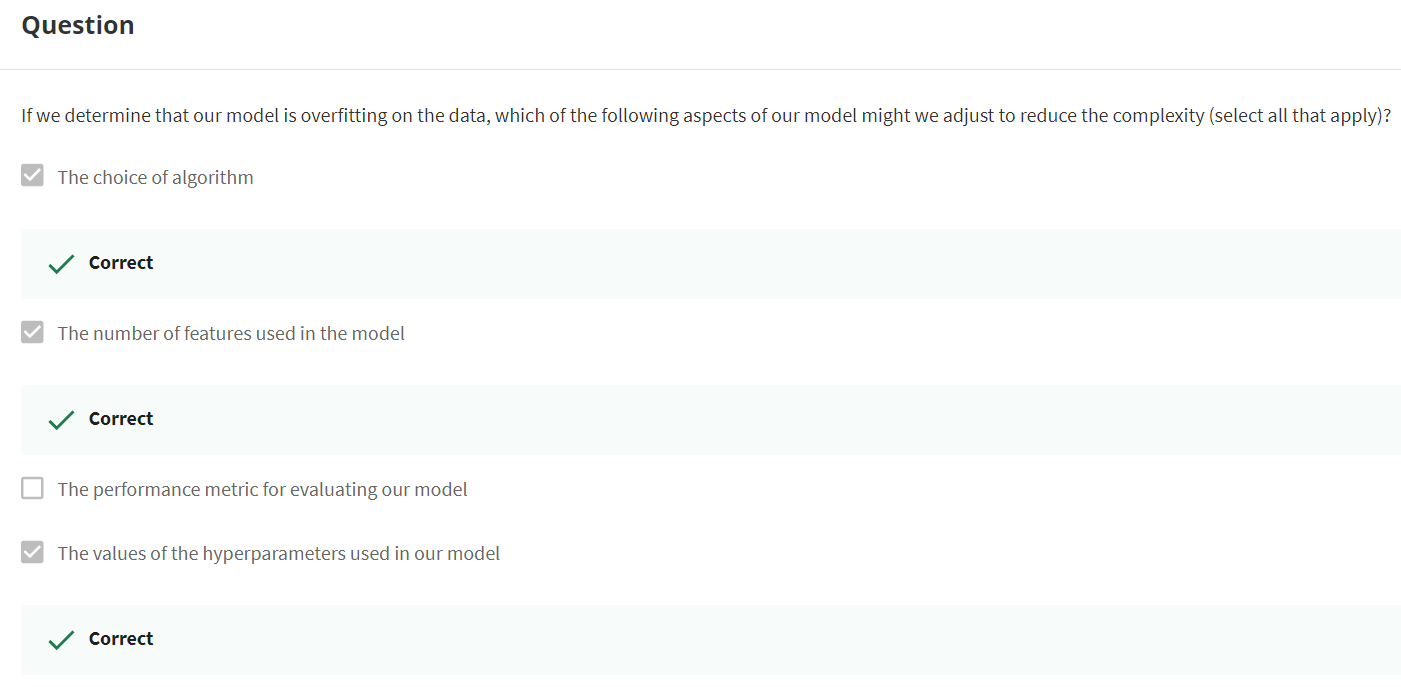 Question
If we determine that our model is overfitting on the data, which of the following aspects of our model might we adjust to reduce the complexity (select all that apply)?
The choice of algorithm
Correct
The number of features used in the model
Correct
The performance metric for evaluating our model
The values of the hyperparameters used in our model
Correct